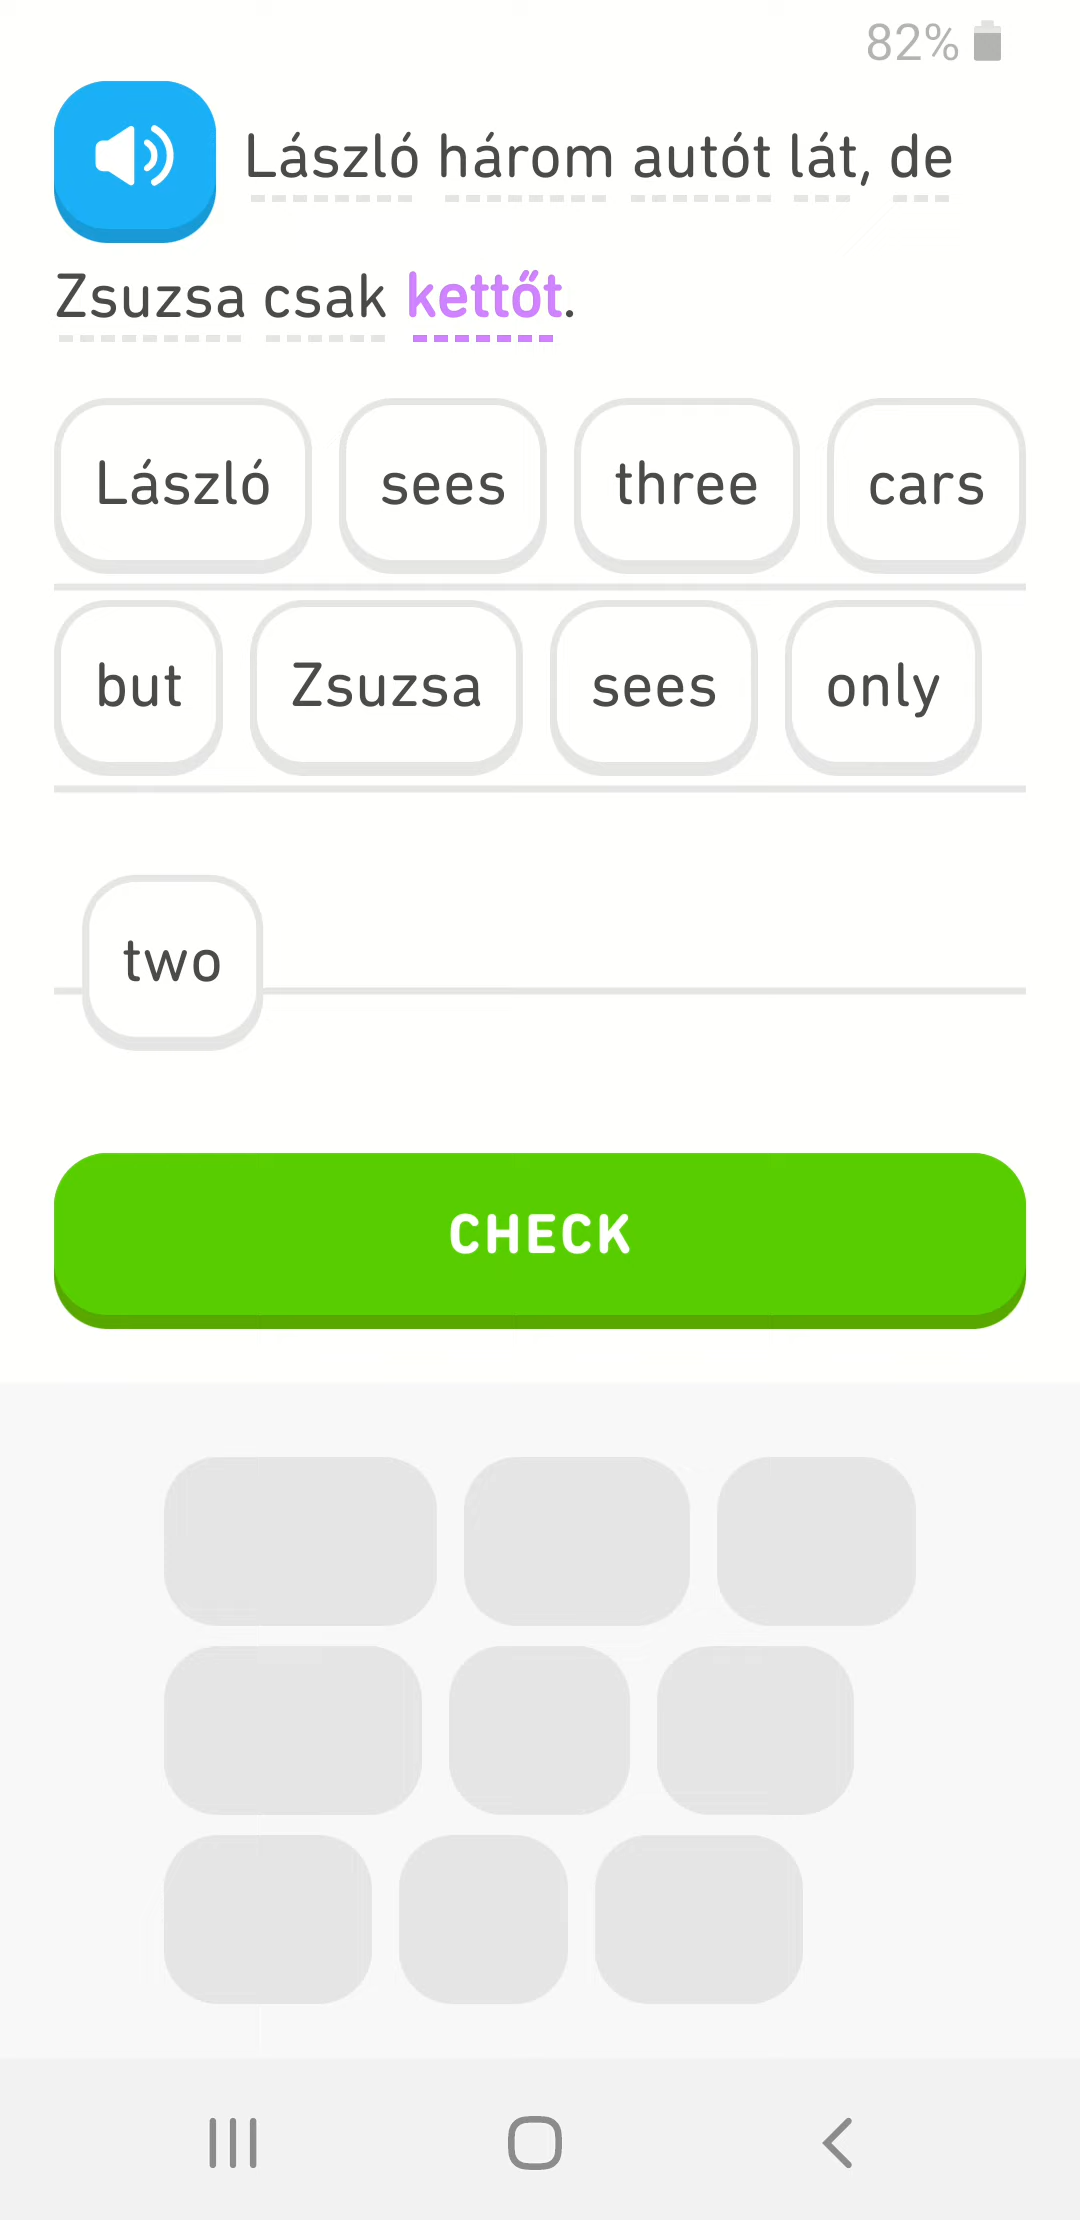 82%
László három autót lát, de
Zsuzsa csak kettőt.
László sees three cars
but Zsuzsa sees only
two
CHECK